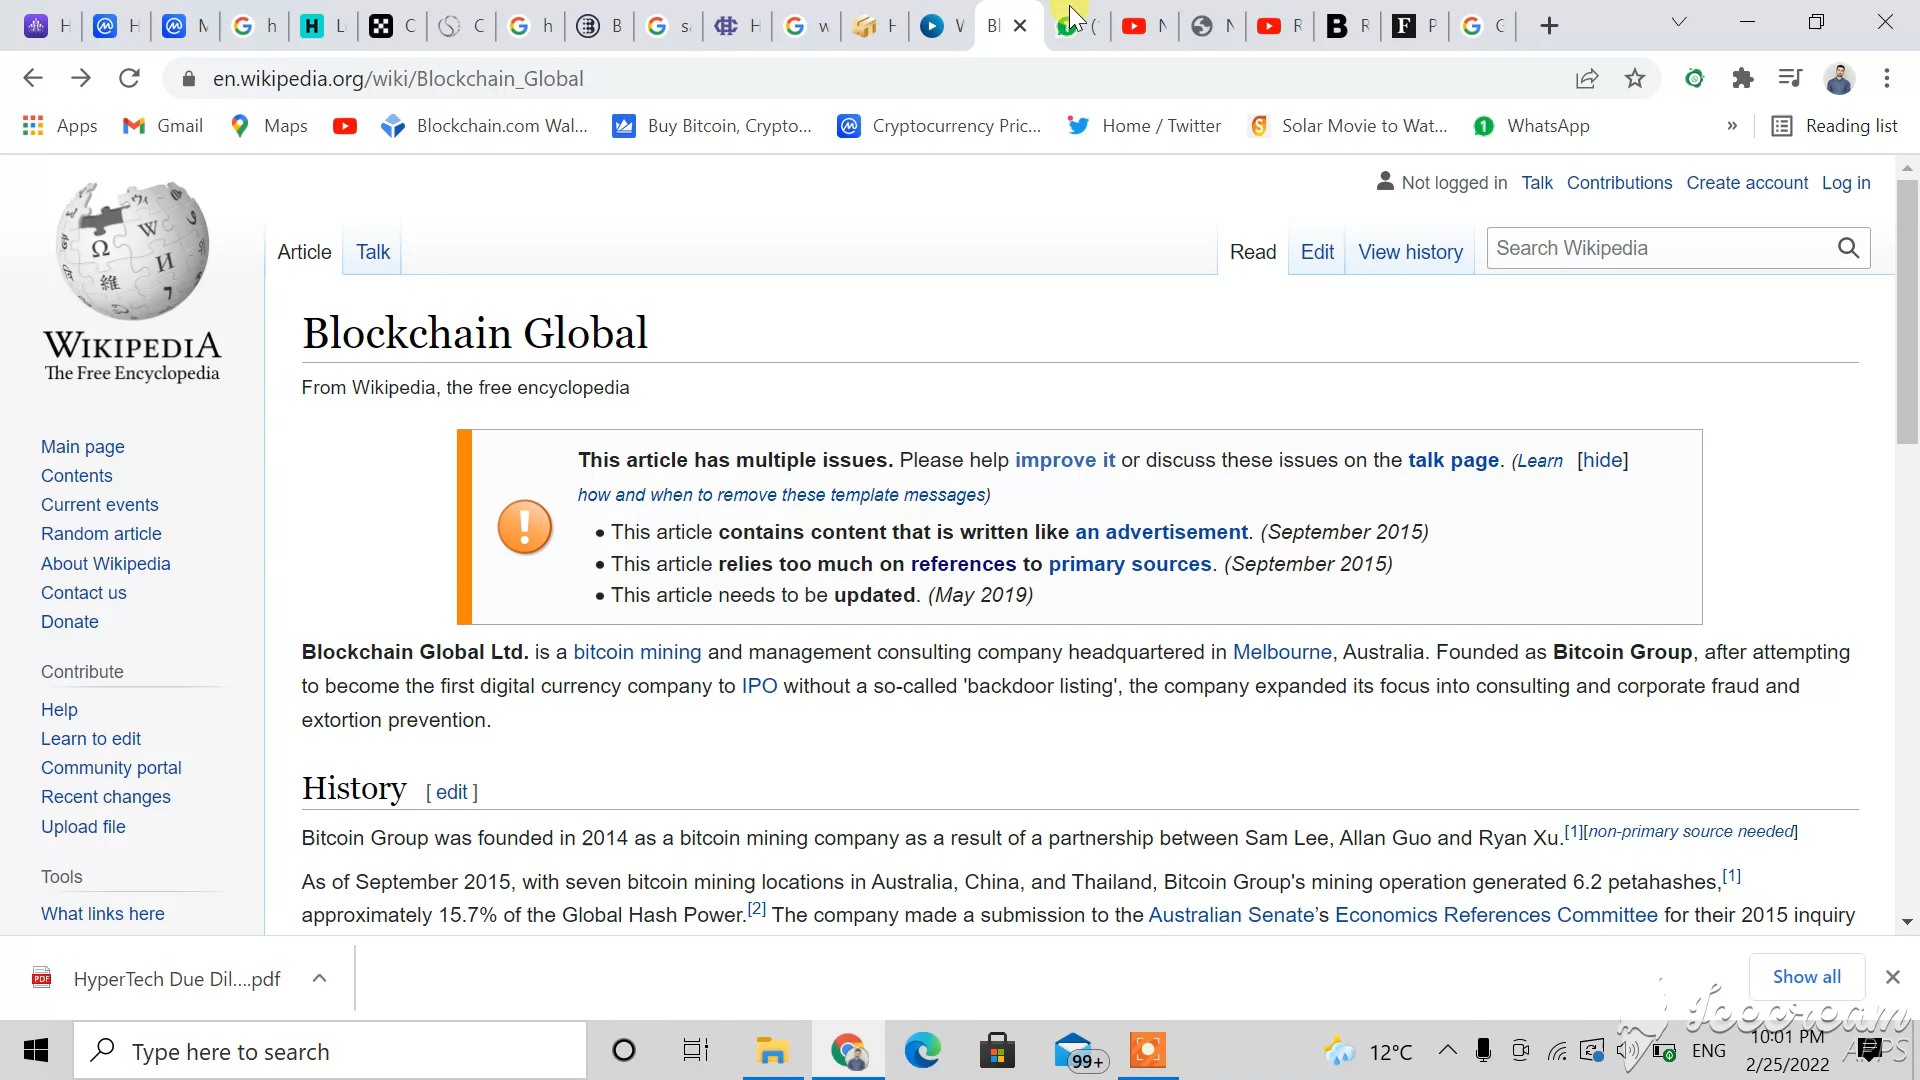 H
H
M
h
L
C
C
h
B
s
H
w
H
W
Bl
(
N
N
R
R
P
C
en.wikipedia.org/wiki/Blockchain_Global
Apps
Gmail
Maps
Blockchain.com Wal...
Buy Bitcoin, Crypto...
Cryptocurrency Pric...
Home / Twitter
Solar Movie to Wat...
WhatsApp
»
Reading list
WIKIPEDIA
The Free Encyclopedia
Main page
Contents
Current events
Random article
About Wikipedia
Contact us
Donate
Contribute
Help
Learn to edit
Community portal
Recent changes
Upload file
Tools
What links here
Not logged in Talk Contributions Create account Log in
Article Talk
Read Edit View history
Search Wikipedia
Blockchain Global
From Wikipedia, the free encyclopedia
This article has multiple issues. Please help improve it or discuss these issues on the talk page. (Learn [hide]
how and when to remove these template messages)
• This article contains content that is written like an advertisement. (September 2015)
• This article relies too much on references to primary sources. (September 2015)
• This article needs to be updated. (May 2019)
Blockchain Global Ltd. is a bitcoin mining and management consulting company headquartered in Melbourne, Australia. Founded as Bitcoin Group, after attempting
to become the first digital currency company to IPO without a so-called 'backdoor listing', the company expanded its focus into consulting and corporate fraud and
extortion prevention.
History [ edit ]
Bitcoin Group was founded in 2014 as a bitcoin mining company as a result of a partnership between Sam Lee, Allan Guo and Ryan Xu.[1][non-primary source needed]
As of September 2015, with seven bitcoin mining locations in Australia, China, and Thailand, Bitcoin Group's mining operation generated 6.2 petahashes,[1]
approximately 15.7% of the Global Hash Power.[2] The company made a submission to the Australian Senate's Economics References Committee for their 2015 inquiry
PDF
HyperTech Due Dil....pdf
Show all
Type here to search
99+
12°C
ENG
10:01 PM
2/25/2022
Icecream
APPS